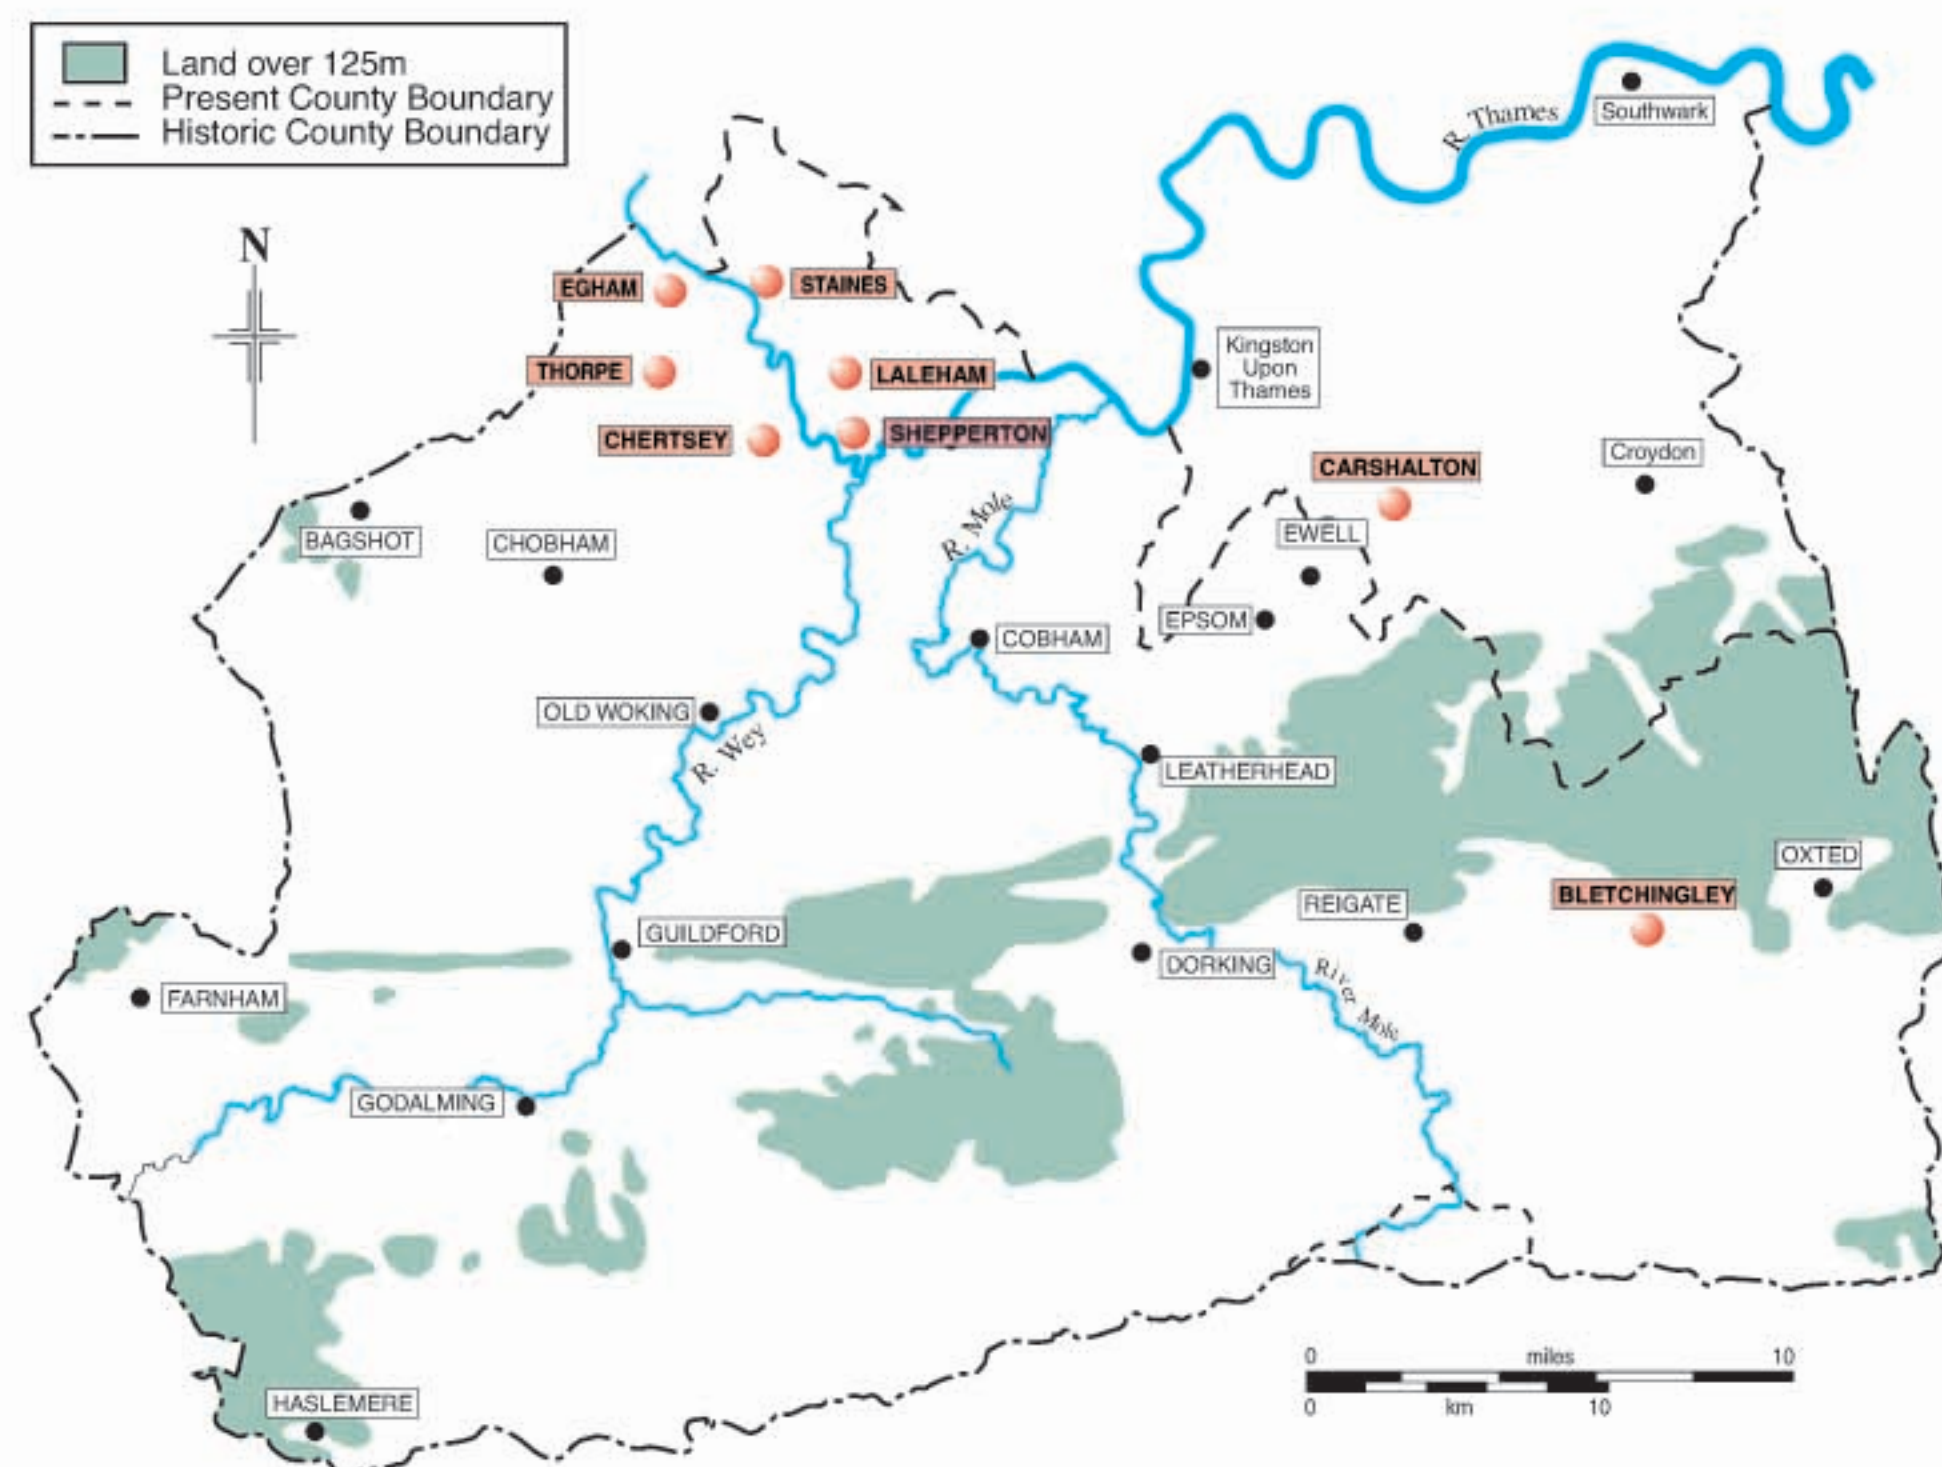 Land over 125m
Present County Boundary
Historic County Boundary
N
R. Thames
Southwark
EGHAM
STAINES
THORPE
LALEHAM
Kingston
Upon
Thames
CHERTSEY
SHEPPERTON
CARSHALTON
Croydon
BAGSHOT
CHOBHAM
R. Mole
EWELL
EPSOM
COBHAM
OLD WOKING
R. Wey
LEATHERHEAD
OXTED
BLETCHINGLEY
REIGATE
GUILDFORD
DORKING
River Mole
FARNHAM
GODALMING
HASLEMERE
0 miles 10
0 km 10